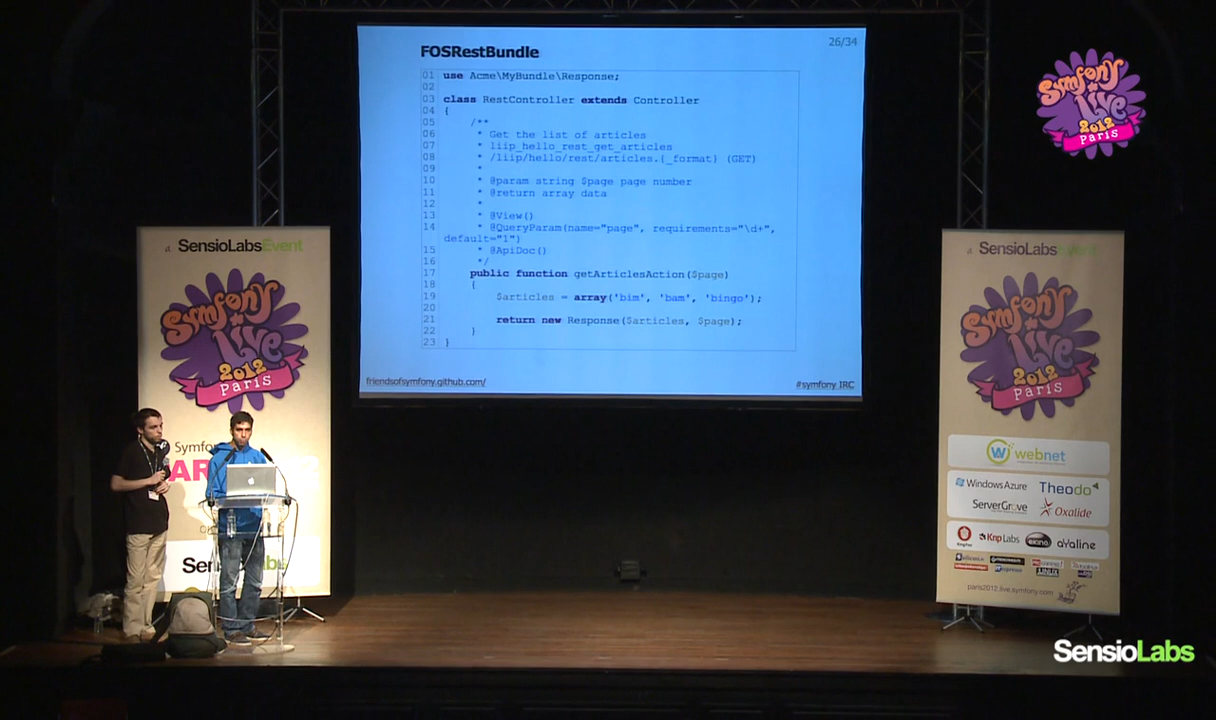 FOSRestBundle
26/34
01 use Acme\MyBundle\Response;
02
03 class RestController extends Controller
04 {
05 /**
06 * Get the list of articles
07 * liip_hello_rest_get_articles
08 * /liip/hello/rest/articles.{_format} (GET)
09 *
10 * @param string $page page number
11 * @return array data
12 *
13 * @View()
14 * @QueryParam(name="page", requirements="\d+",
default="1")
15 * @ApiDoc()
16 */
17 public function getArticlesAction($page)
18 {
19 $articles = array('bim', 'bam', 'bingo');
20
21 return new Response($articles, $page);
22 }
23 }
friendsofsymfony.github.com/
#symfony IRC
Symfony
Live
2012
Paris
a SensioLabsEvent
Symfony
Live
2012
Paris
Symfo
AR
Sen
a SensioLabsEvent
Symfony
Live
2012
Paris
webnet
Windows Azure
Theodo
ServerGrove
Oxalide
KnpLabs
aYaline
paris2012.live.symfony.com
SensioLabs